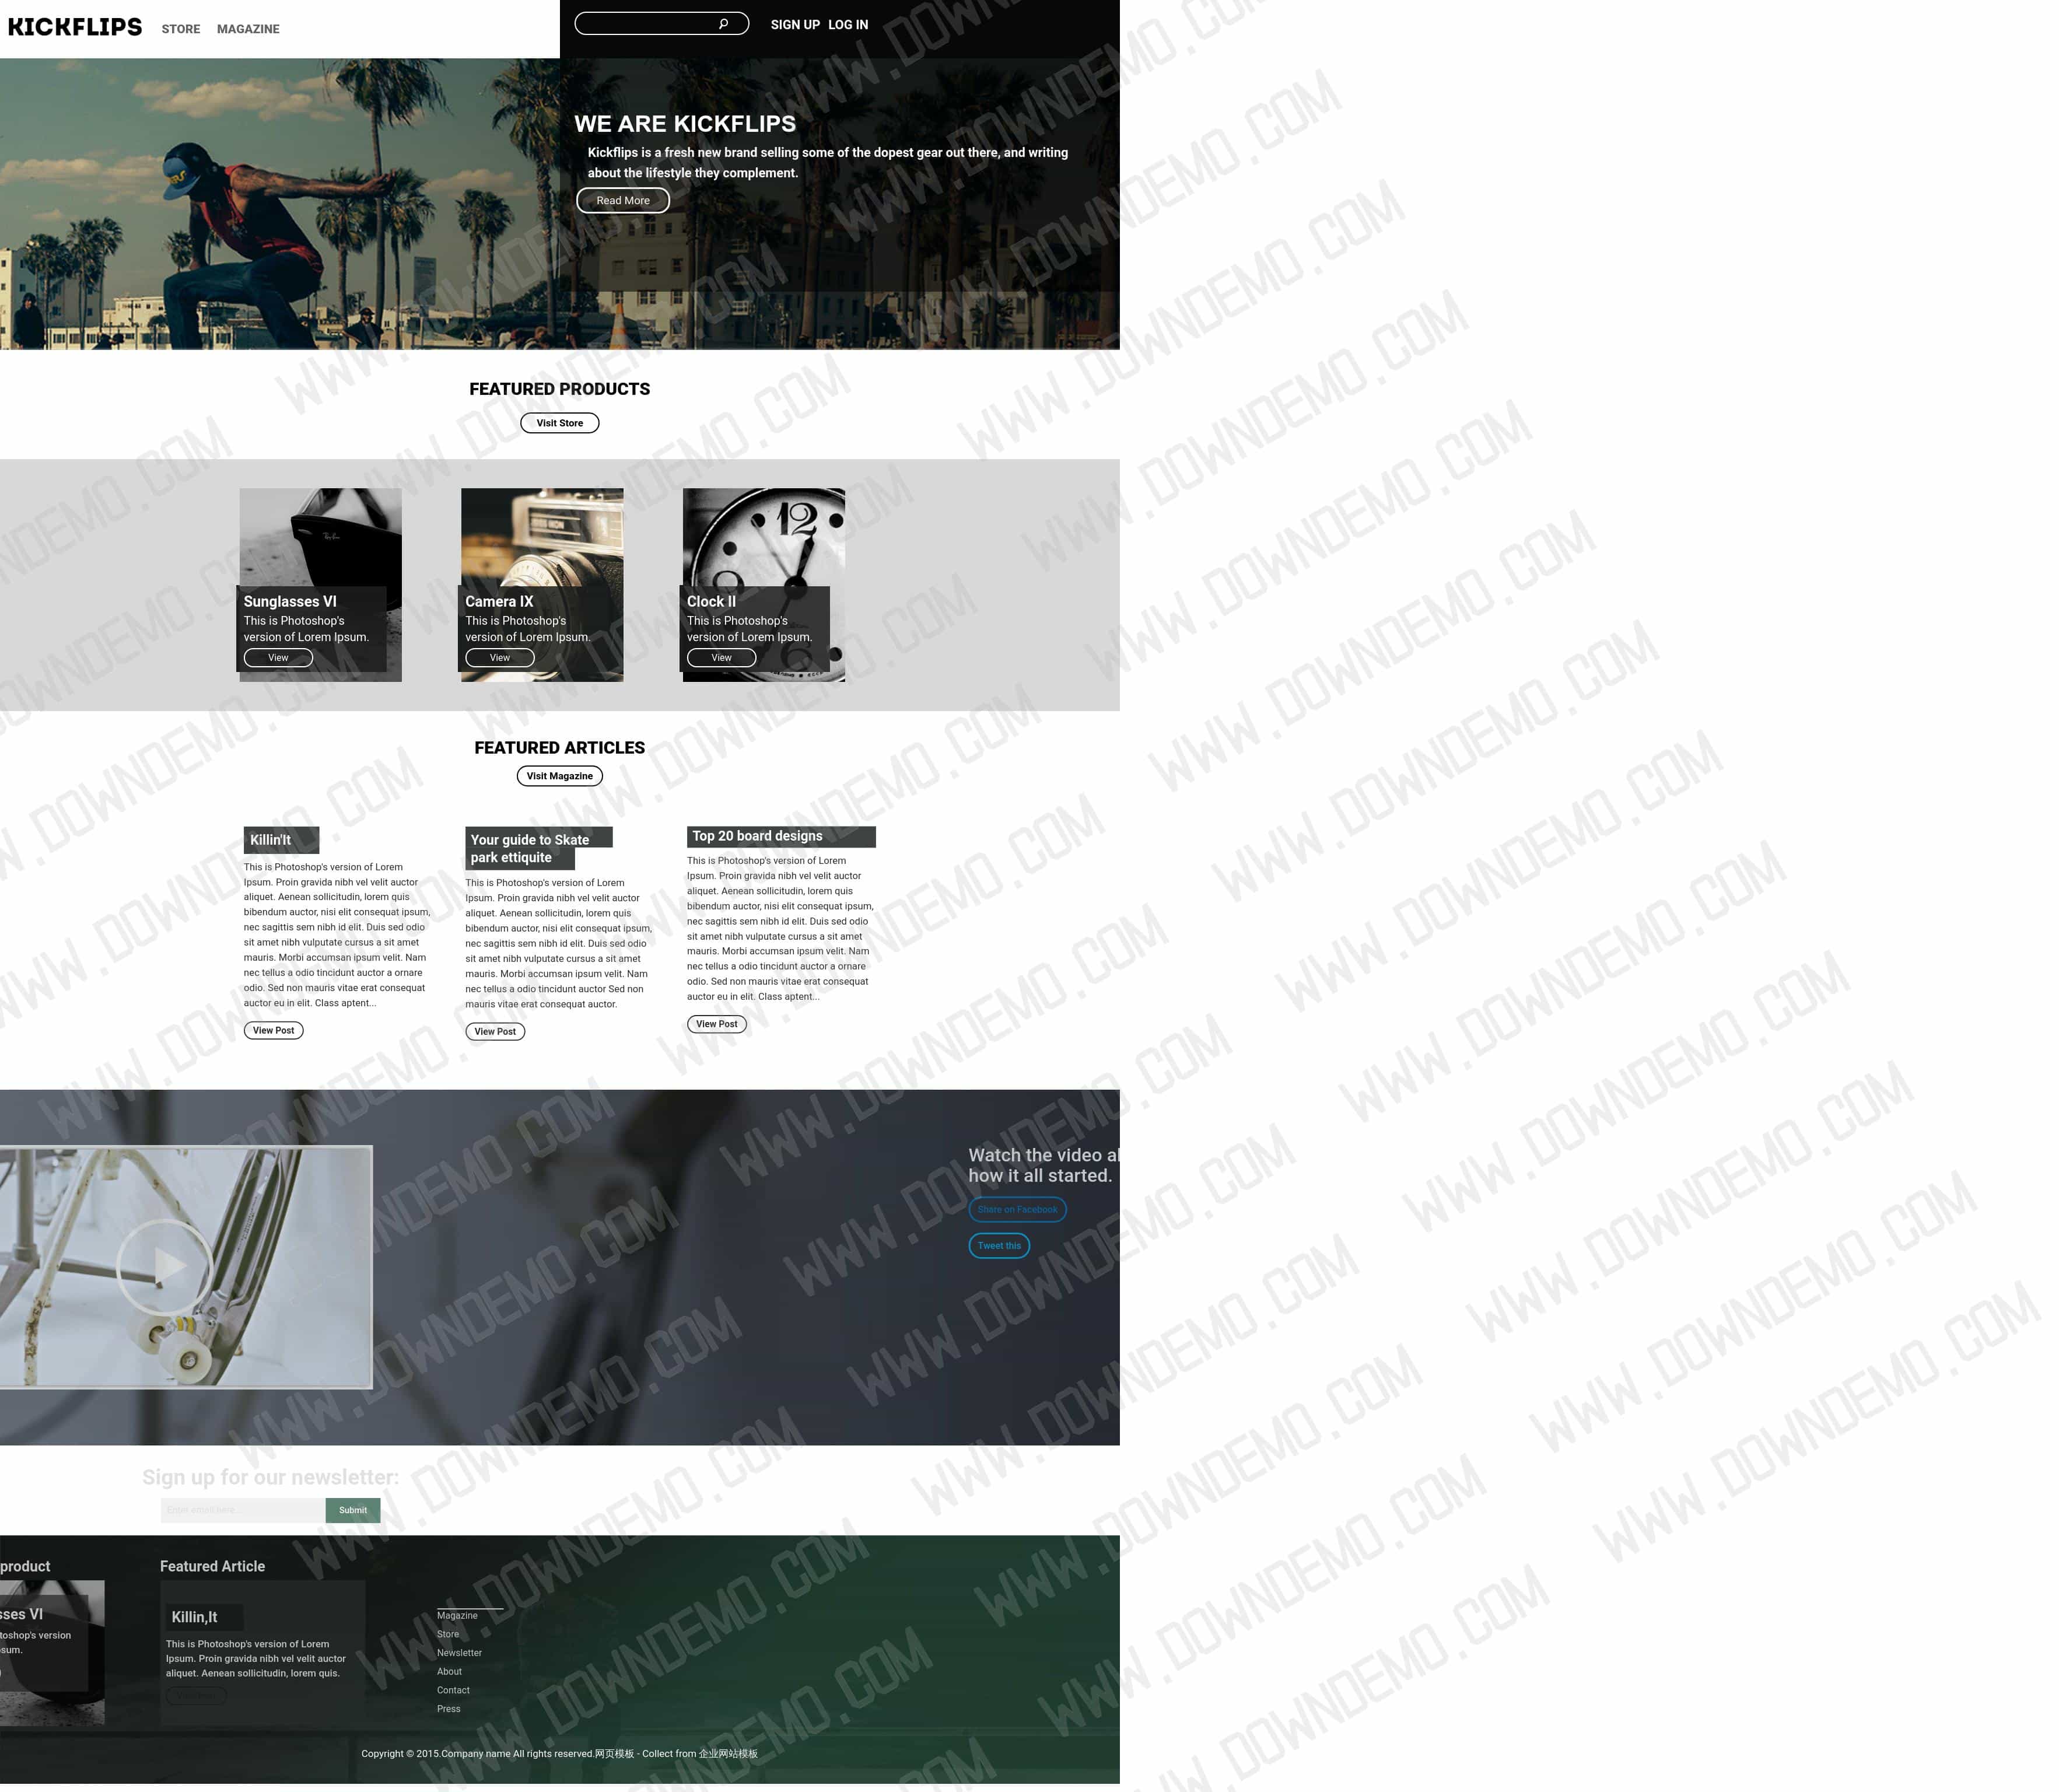 KICKFLIPS
STORE MAGAZINE
SIGN UP LOG IN
WE ARE KICKFLIPS
Kickflips is a fresh new brand selling some of the dopest gear out there, and writing
about the lifestyle they complement.
Read More
FEATURED PRODUCTS
Visit Store
Sunglasses VI
This is Photoshop's
version of Lorem Ipsum.
View
Camera IX
This is Photoshop's
version of Lorem Ipsum.
View
Clock II
This is Photoshop's
version of Lorem Ipsum.
View
FEATURED ARTICLES
Visit Magazine
Killin'It
This is Photoshop's version of Lorem
Ipsum. Proin gravida nibh vel velit auctor
aliquet. Aenean sollicitudin, lorem quis
bibendum auctor, nisi elit consequat ipsum,
nec sagittis sem nibh id elit. Duis sed odio
sit amet nibh vulputate cursus a sit amet
mauris. Morbi accumsan ipsum velit. Nam
nec tellus a odio tincidunt auctor a ornare
odio. Sed non mauris vitae erat consequat
auctor eu in elit. Class aptent...
View Post
Your guide to Skate
park ettiquite
This is Photoshop's version of Lorem
Ipsum. Proin gravida nibh vel velit auctor
aliquet. Aenean sollicitudin, lorem quis
bibendum auctor, nisi elit consequat ipsum,
nec sagittis sem nibh id elit. Duis sed odio
sit amet nibh vulputate cursus a sit amet
mauris. Morbi accumsan ipsum velit. Nam
nec tellus a odio tincidunt auctor Sed non
mauris vitae erat consequat auctor.
View Post
Top 20 board designs
This is Photoshop's version of Lorem
Ipsum. Proin gravida nibh vel velit auctor
aliquet. Aenean sollicitudin, lorem quis
bibendum auctor, nisi elit consequat ipsum,
nec sagittis sem nibh id elit. Duis sed odio
sit amet nibh vulputate cursus a sit amet
mauris. Morbi accumsan ipsum velit. Nam
nec tellus a odio tincidunt auctor a ornare
odio. Sed non mauris vitae erat consequat
auctor eu in elit. Class aptent...
View Post
Watch the video
how it all started.
Share on Facebook
Tweet this
Sign up for our newsletter:
Enter email here...
Submit
product
sses VI
toshop's version
sum.
Featured Article
Killin,It
This is Photoshop's version of Lorem
Ipsum. Proin gravida nibh vel velit auctor
aliquet. Aenean sollicitudin, lorem quis.
Magazine
Store
Newsletter
About
Contact
Press
Copyright © 2015.Company name All rights reserved.网页模板 - Collect from 企业网站模板
WWW.DOWNDEMO.COM